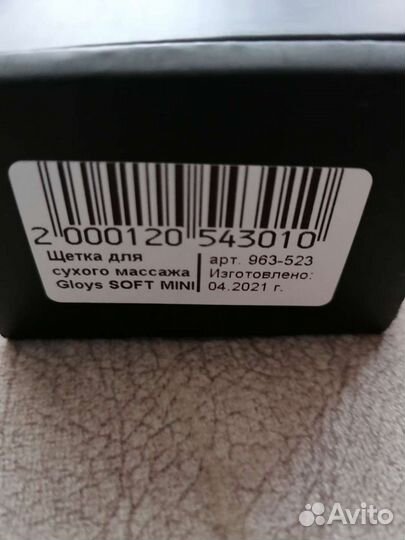 2 000120 543010
Щетка для
сухого массажа
Gloys SOFT MINI
арт. 963-523
Изготовлено:
04.2021 г.
Avito